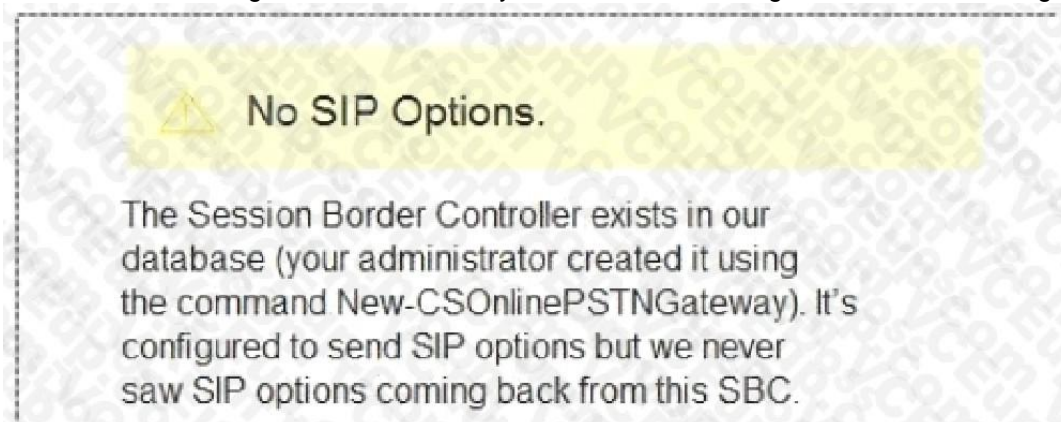 No SIP Options.
The Session Border Controller exists in our
database (your administrator created it using
the command New-CSOnlinePSTNGateway). It's
configured to send SIP options but we never
saw SIP options coming back from this SBC.